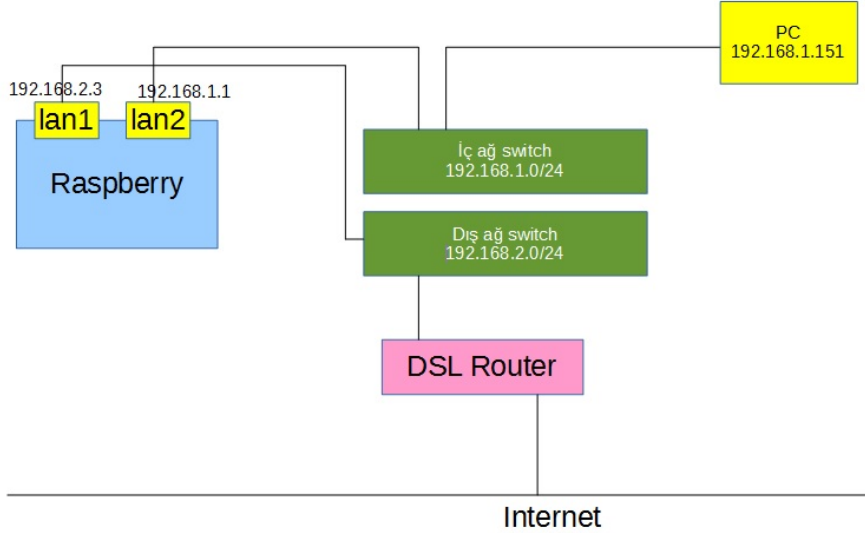 PC
192.168.1.151
192.168.2.3
192.168.1.1
lan1
lan2
Raspberry
İç ağ switch
192.168.1.0/24
Dış ağ switch
192.168.2.0/24
DSL Router
Internet